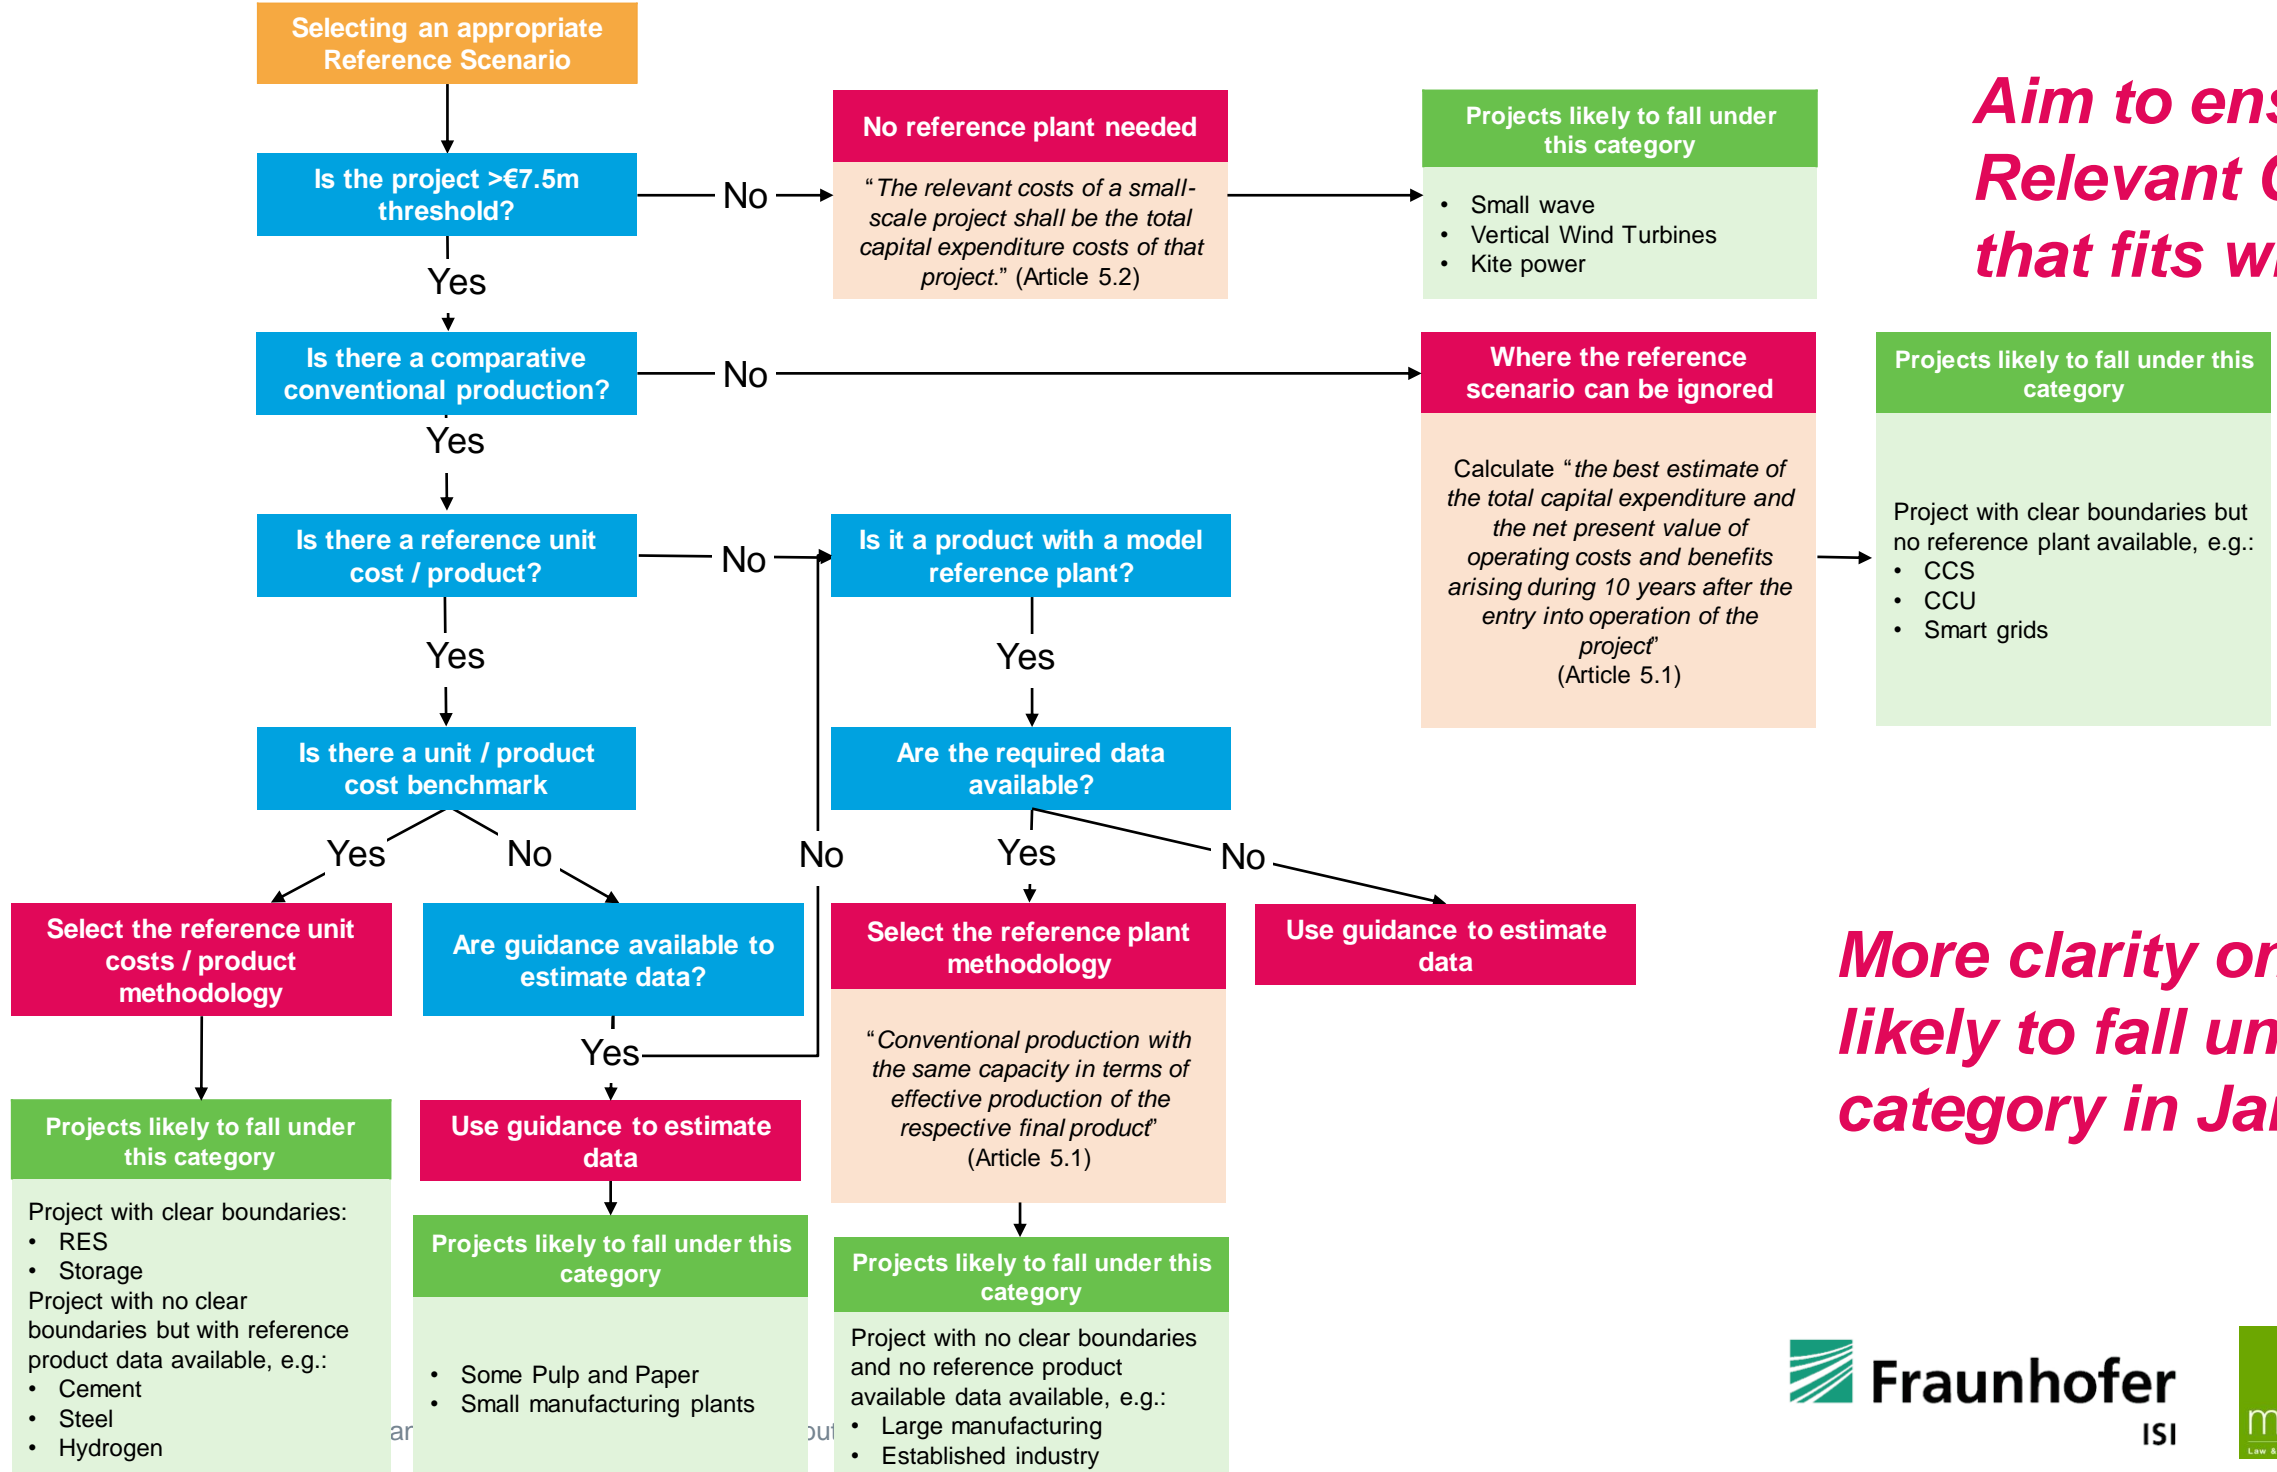 Selecting an appropriate
Reference Scenario
Is the project >€7.5m
threshold?
No
No reference plant needed
“The relevant costs of a small-
scale project shall be the total
capital expenditure costs of that
project.” (Article 5.2)
Projects likely to fall under
this category
• Small wave
• Vertical Wind Turbines
• Kite power
Aim to ens
Relevant
that fits
Yes
Is there a comparative
conventional production?
No
Where the reference
scenario can be ignored
Calculate “the best estimate of
the total capital expenditure and
the net present value of
operating costs and benefits
arising during 10 years after the
entry into operation of the
project”
(Article 5.1)
Projects likely to fall under this
category
Project with clear boundaries but
no reference plant available, e.g.:
• CCS
• CCU
• Smart grids
Yes
Is there a reference unit
cost / product?
No
Is it a product with a model
reference plant?
Yes
Yes
Is there a unit / product
cost benchmark
Are the required data
available?
Yes
No
No
Yes
No
Select the reference unit
costs / product
methodology
Are guidance available to
estimate data?
Select the reference plant
methodology
“Conventional production with
the same capacity in terms of
effective production of the
respective final product”
(Article 5.1)
Use guidance to estimate
data
More clarity on
likely to fall un
category in Jan
Yes
Projects likely to fall under
this category
Project with clear boundaries:
• RES
• Storage
Project with no clear
boundaries but with reference
product data available, e.g.:
• Cement
• Steel
• Hydrogen
Use guidance to estimate
data
Projects likely to fall under this
category
• Some Pulp and Paper
• Small manufacturing plants
Projects likely to fall under this
category
Project with no clear boundaries
and no reference product
available data available, e.g.:
• Large manufacturing
• Established industry
Fraunhofer
ISI
Law &